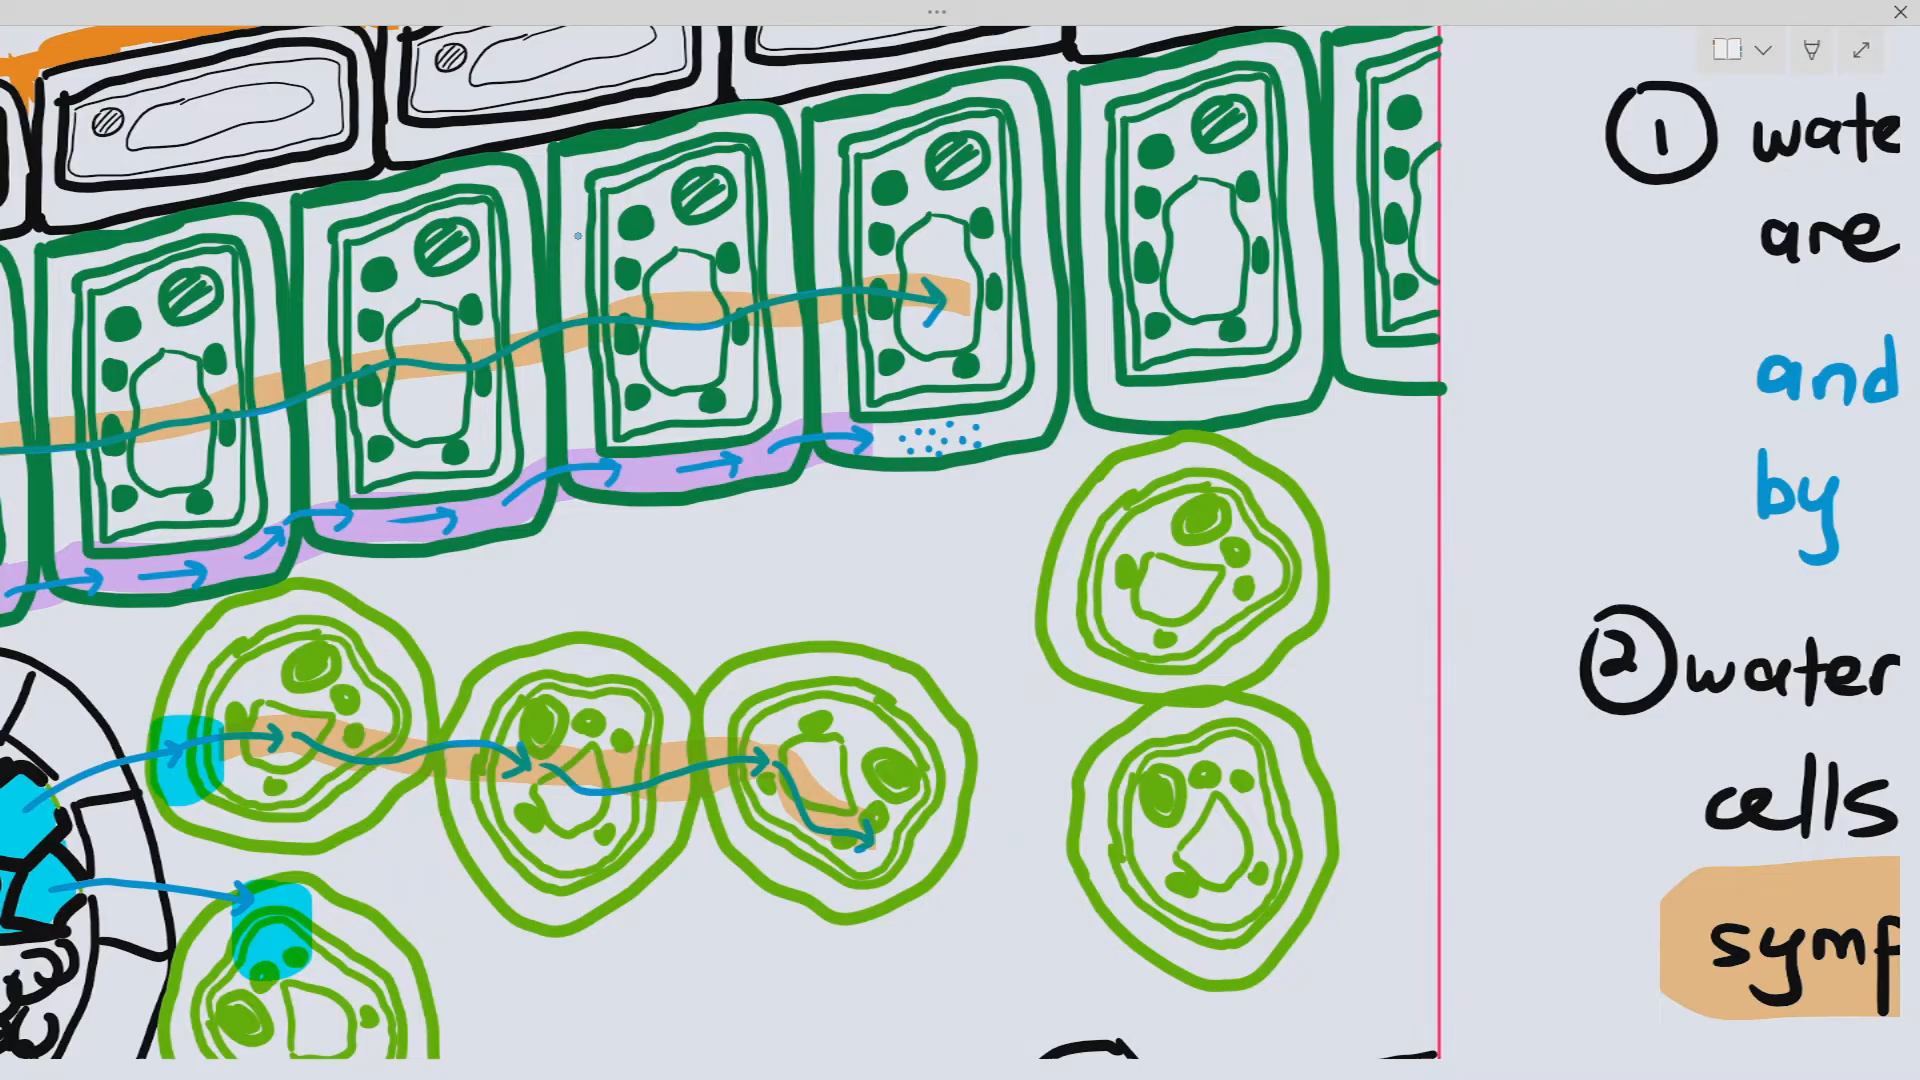 ① wate
are
and
by
② water
cells
symp